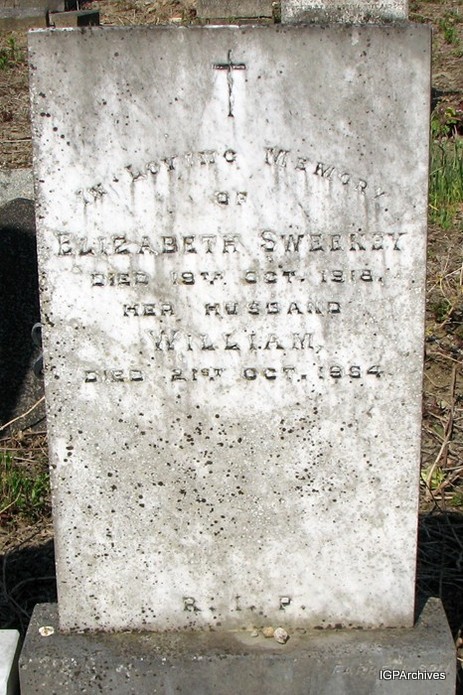 IN LOVING MEMORY
OF
ELIZABETH SWEENEY
DIED 19TH OCT. 1918.
HER HUSBAND
WILLIAM,
DIED 21ST OCT. 1954
R. I. P.
IGPArchives